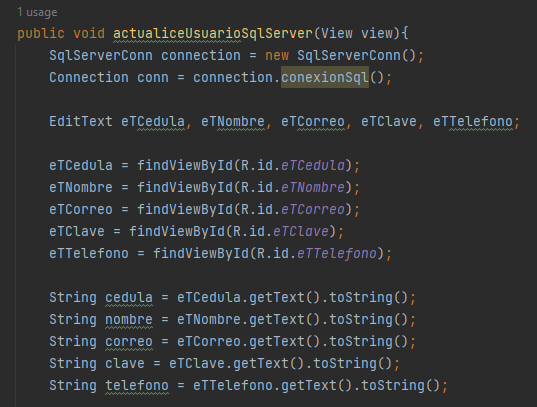 1 usage
public void actualiceUsuarioSqlServer(View view){
SqlServerConn connection = new SqlServerConn();
Connection conn = connection.conexionSql();
EditText eTCedula, eTNombre, eTCorreo, eTClave, eTTelefono;
eTCedula = findViewById(R.id.eTCedula);
eTNombre = findViewById(R.id.eTNombre);
eTCorreo = findViewById(R.id.eTCorreo);
eTClave = findViewById(R.id.eTClave);
eTTelefono = findViewById(R.id.eTTelefono);
String cedula = eTCedula.getText().toString();
String nombre = eTNombre.getText().toString();
String correo = eTCorreo.getText().toString();
String clave = eTClave.getText().toString();
String telefono = eTTelefono.getText().toString();